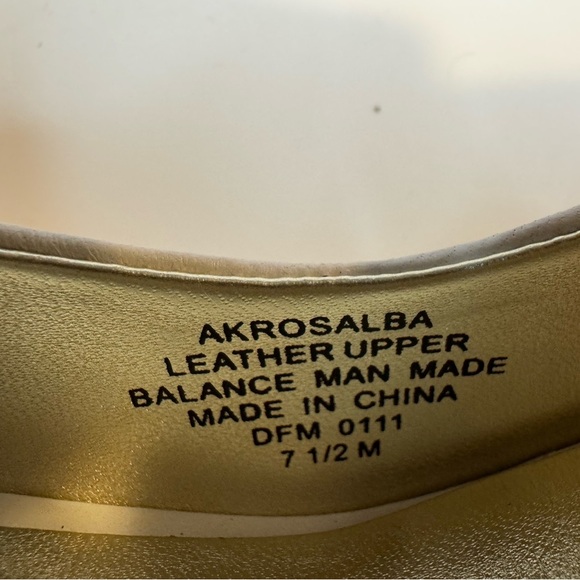 AKROSALBA
LEATHER UPPER
BALANCE MAN MADE
MADE IN CHINA
DFM 0111
7 1/2 M